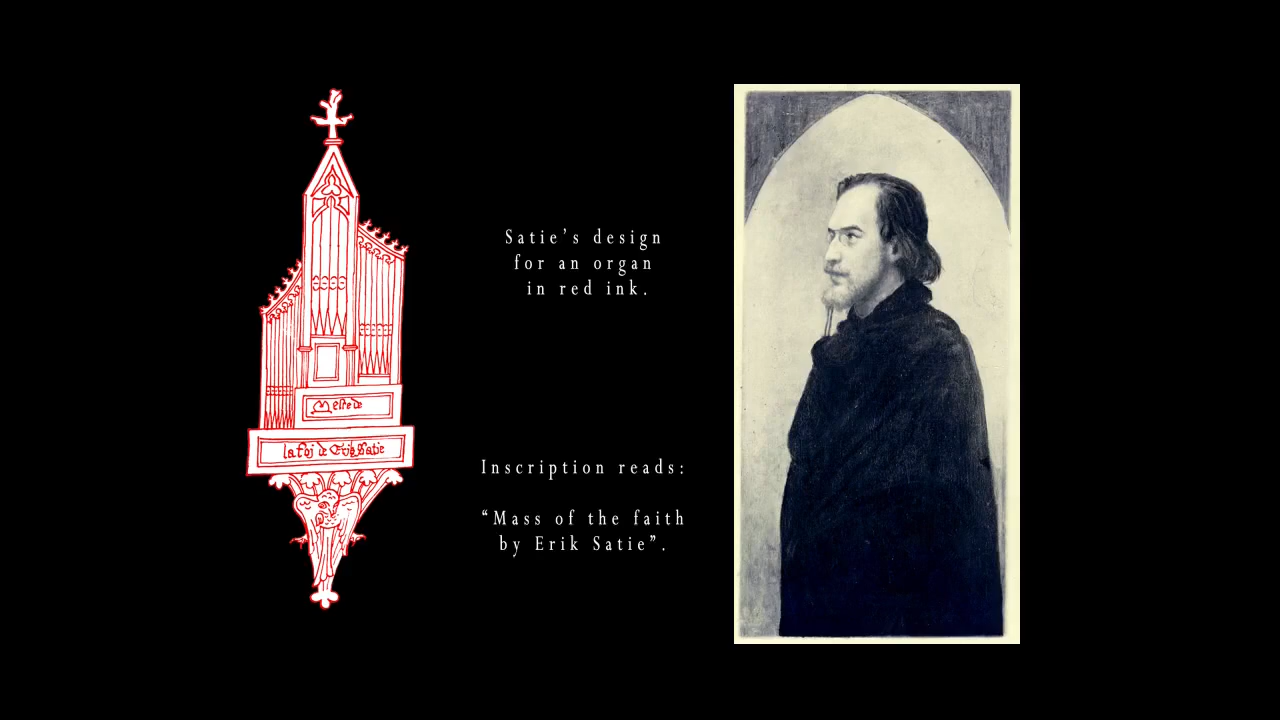 Messe de
la foi de Erik Satie
Satie’s design
for an organ
in red ink.
Inscription reads:
“Mass of the faith
by Erik Satie”.